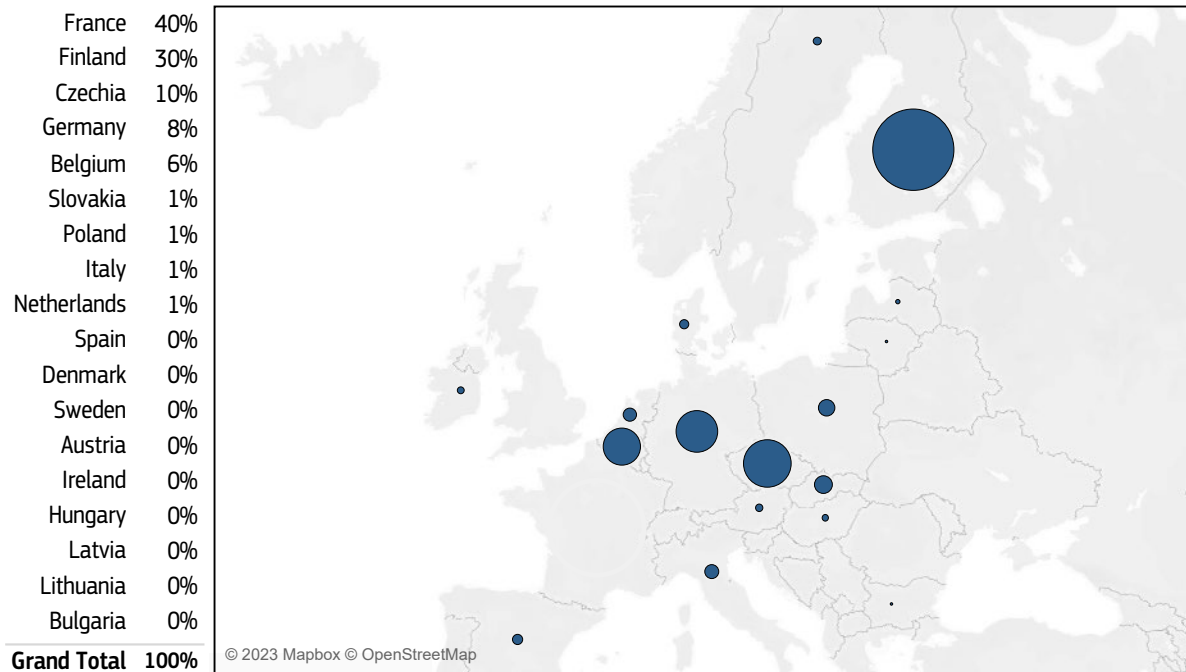 France 40%
Finland 30%
Czechia 10%
Germany 8%
Belgium 6%
Slovakia 1%
Poland 1%
Italy 1%
Netherlands 1%
Spain 0%
Denmark 0%
Sweden 0%
Austria 0%
Ireland 0%
Hungary 0%
Latvia 0%
Lithuania 0%
Bulgaria 0%
Grand Total 100%
© 2023 Mapbox © OpenStreetMap